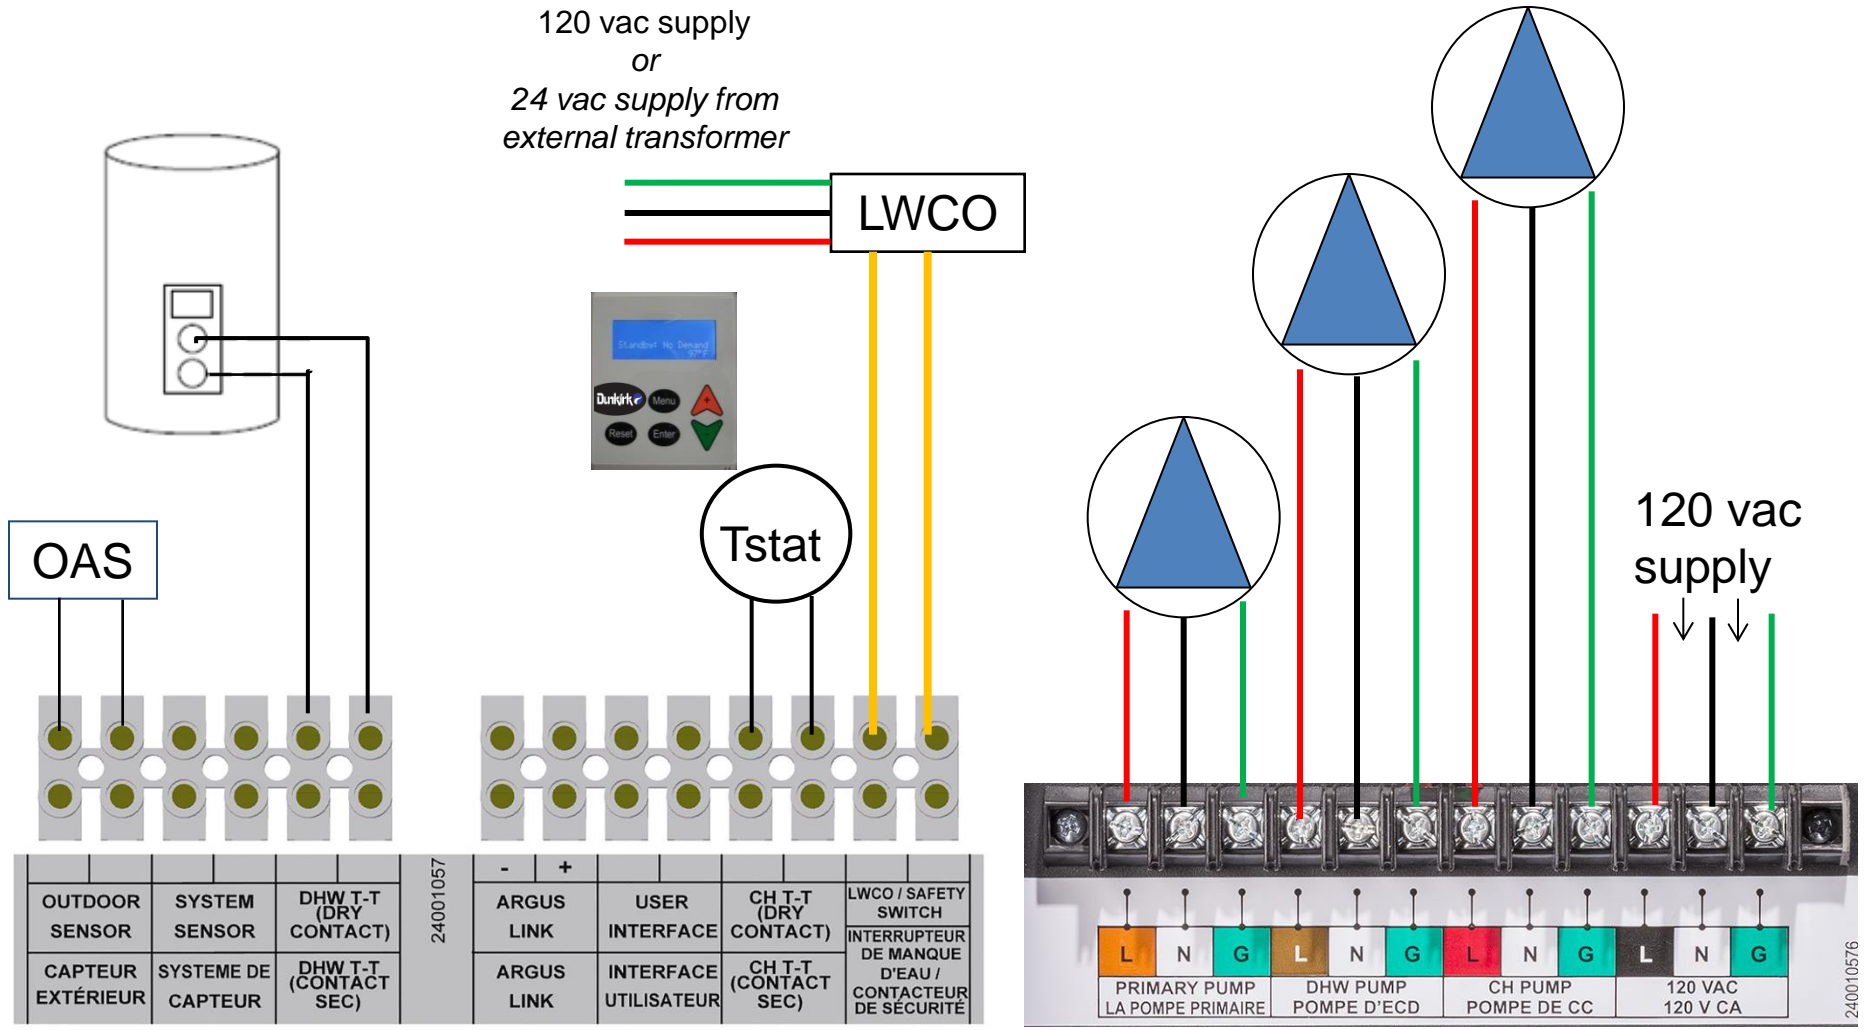 120 vac supply
or
24 vac supply from
external transformer
LWCO
Standby: No Demand
97°F
Dunkirk
Menu
+
Reset
Enter
-
OAS
Tstat
120 vac
supply
OUTDOOR
SENSOR
CAPTEUR
EXTÉRIEUR
SYSTEM
SENSOR
SYSTEME DE
CAPTEUR
DHW T-T
(DRY
CONTACT)
DHW T-T
(CONTACT
SEC)
24001057
- +
ARGUS
LINK
ARGUS
LINK
USER
INTERFACE
INTERFACE
UTILISATEUR
CH T-T
(DRY
CONTACT)
CH T-T
(CONTACT
SEC)
LWCO / SAFETY
SWITCH
INTERRUPTEUR
DE MANQUE
D'EAU /
CONTACTEUR
DE SÉCURITÉ
L N G L N G L N G L N G
PRIMARY PUMP
LA POMPE PRIMAIRE
DHW PUMP
POMPE D'ECD
CH PUMP
POMPE DE CC
120 VAC
120 V CA
240010576